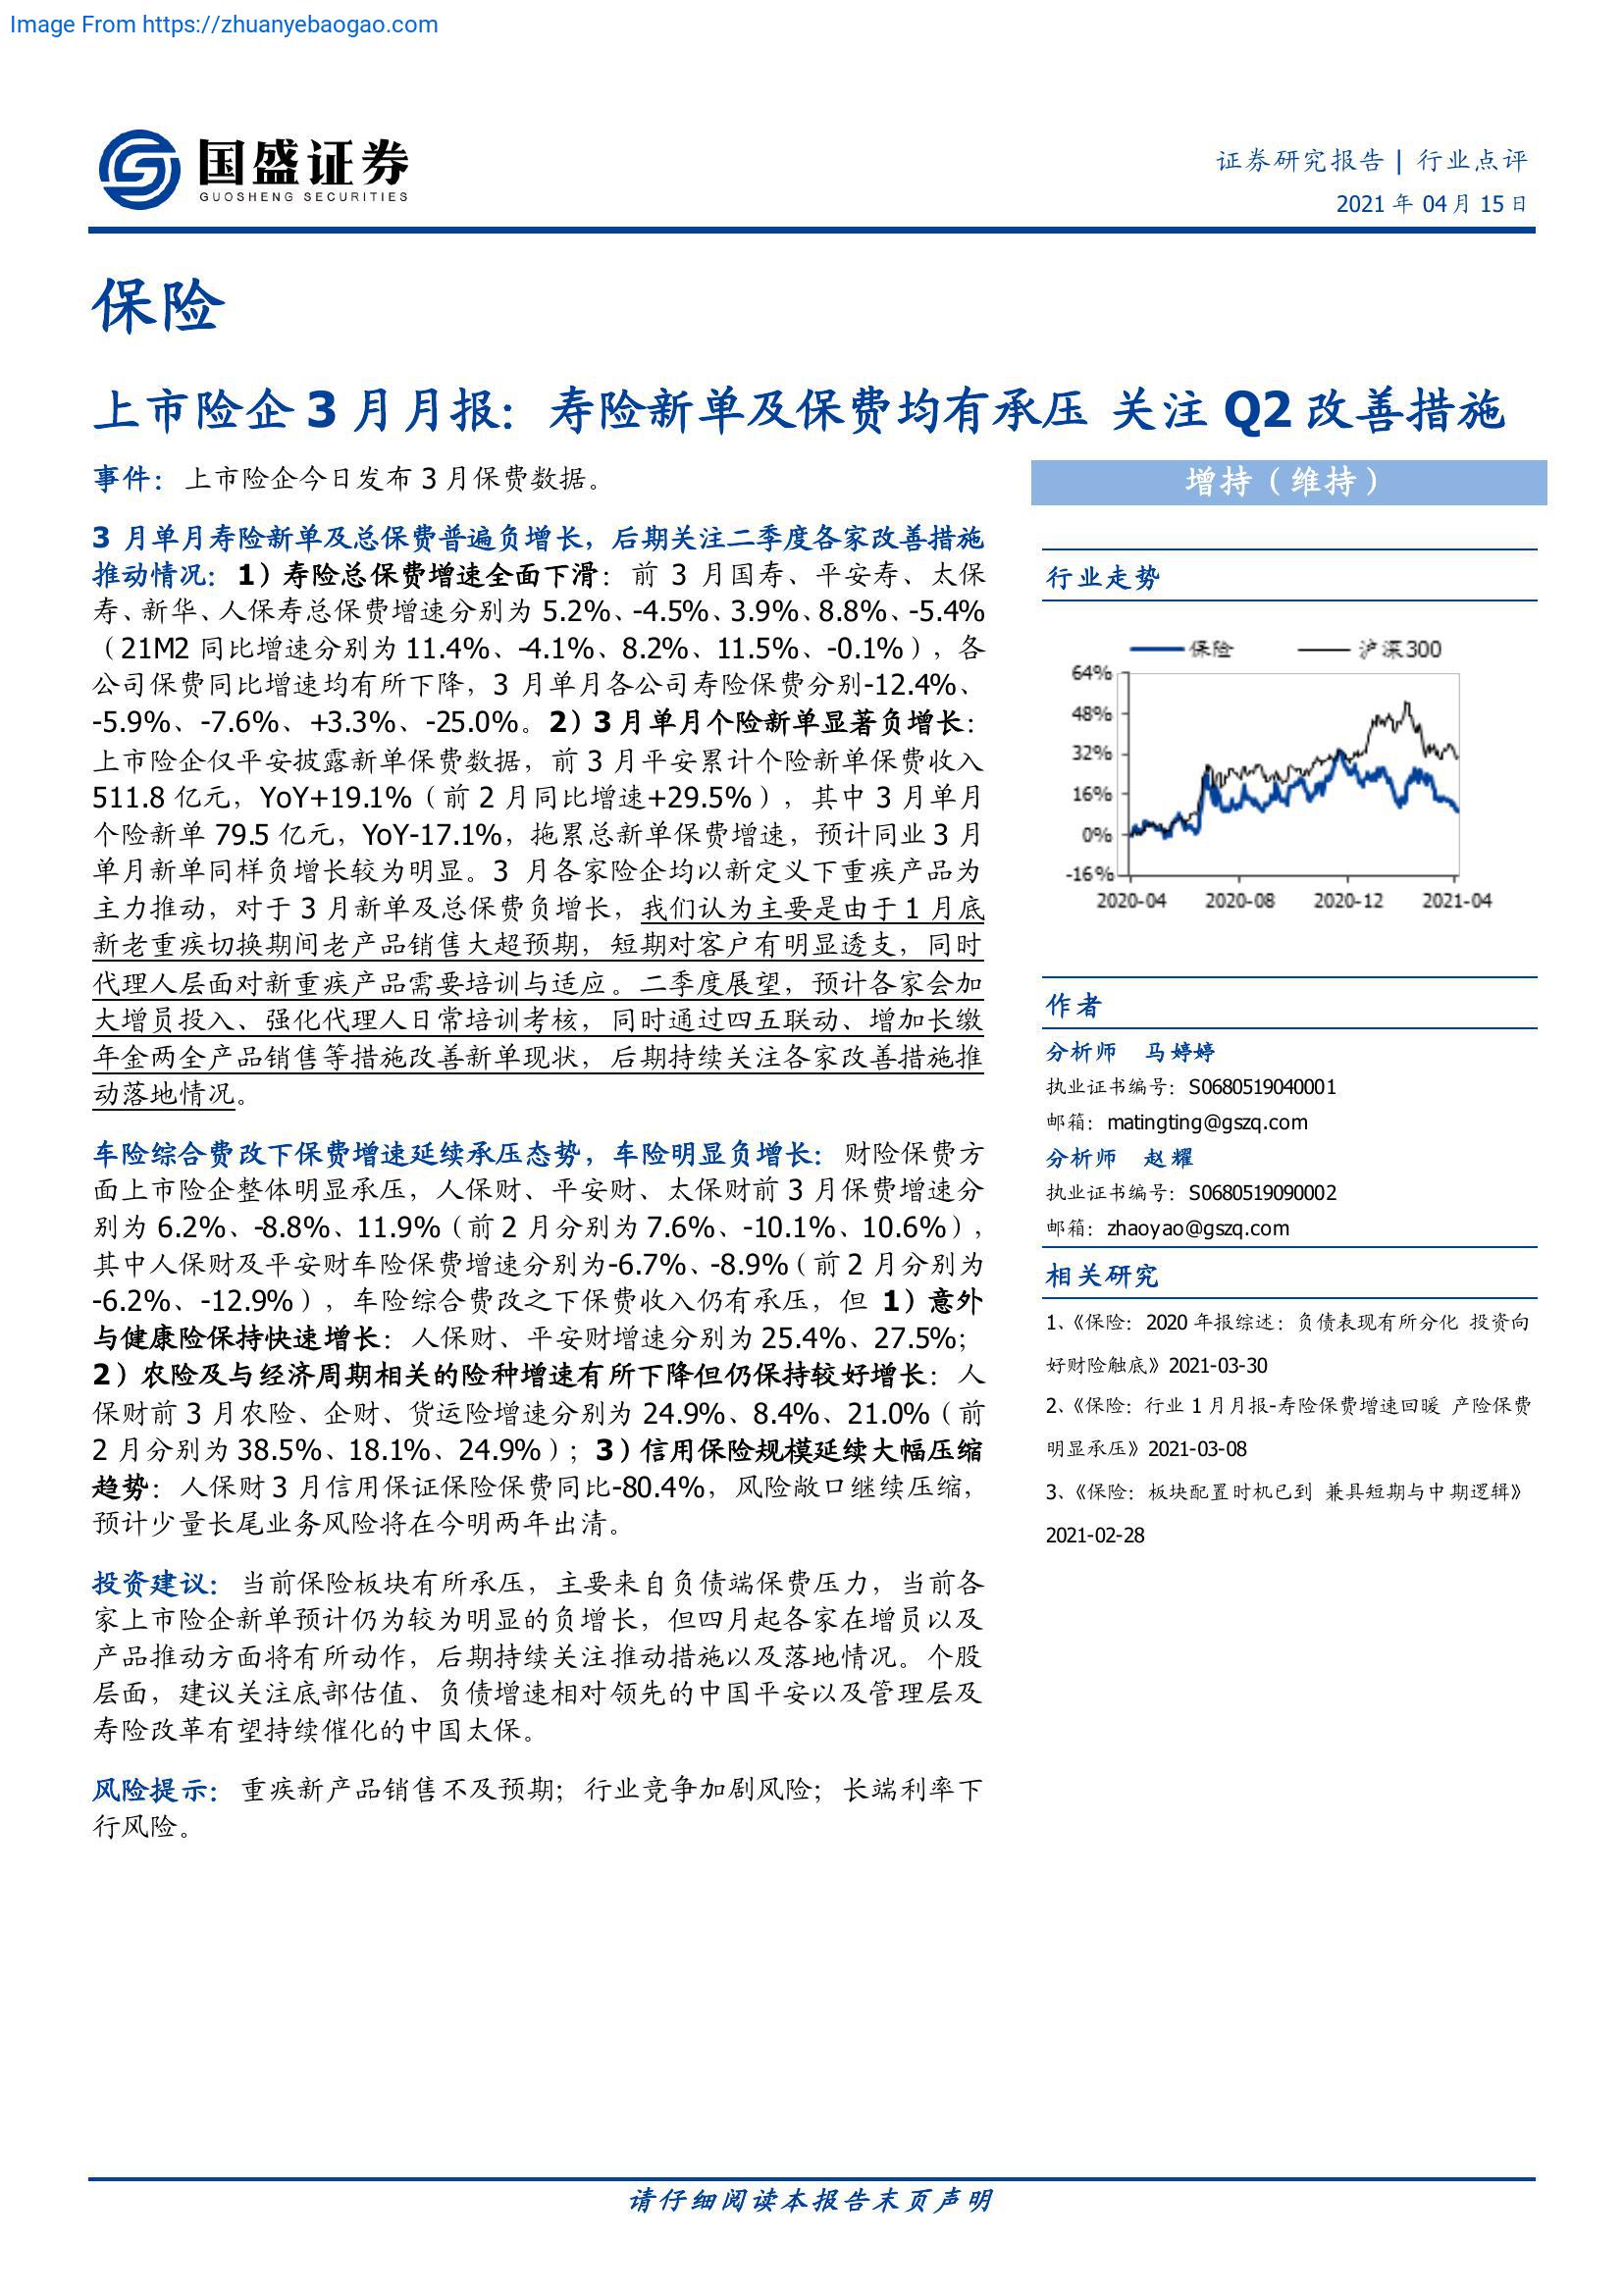 Image From https://zhuanyebaogao.com
国盛证券
GUOSHENG SECURITIES
证券研究报告 | 行业点评
2021 年 04 月 15 日
保险
上市险企 3 月月报：寿险新单及保费均有承压 关注 Q2 改善措施
事件：上市险企今日发布 3 月保费数据。
3 月单月寿险新单及总保费普遍负增长，后期关注二季度各家改善措施
推动情况：1）寿险总保费增速全面下滑：前 3 月国寿、平安寿、太保
寿、新华、人保寿总保费增速分别为 5.2%、-4.5%、3.9%、8.8%、-5.4%
（21M2 同比增速分别为 11.4%、-4.1%、8.2%、11.5%、-0.1%），各
公司保费同比增速均有所下降，3 月单月各公司寿险保费分别-12.4%、
-5.9%、-7.6%、+3.3%、-25.0%。2）3 月单月个险新单显著负增长：
上市险企仅平安披露新单保费数据，前 3 月平安累计个险新单保费收入
511.8 亿元，YoY+19.1%（前 2 月同比增速+29.5%），其中 3 月单月
个险新单 79.5 亿元，YoY-17.1%，拖累总新单保费增速，预计同业 3 月
单月新单同样负增长较为明显。3 月各家险企均以新定义下重疾产品为
主力推动，对于 3 月新单及总保费负增长，我们认为主要是由于 1 月底
新老重疾切换期间老产品销售大超预期，短期对客户有明显透支，同时
代理人层面对新重疾产品需要培训与适应。二季度展望，预计各家会加
大增员投入、强化代理人日常培训考核，同时通过四五联动、增加长缴
年金两全产品销售等措施改善新单现状，后期持续关注各家改善措施推
动落地情况。
车险综合费改下保费增速延续承压态势，车险明显负增长：财险保费方
面上市险企整体明显承压，人保财、平安财、太保财前 3 月保费增速分
别为 6.2%、-8.8%、11.9%（前 2 月分别为 7.6%、-10.1%、10.6%），
其中人保财及平安财车险保费增速分别为-6.7%、-8.9%（前 2 月分别为
-6.2%、-12.9%），车险综合费改之下保费收入仍有承压，但 1）意外
与健康险保持快速增长：人保财、平安财增速分别为 25.4%、27.5%；
2）农险及与经济周期相关的险种增速有所下降但仍保持较好增长：人
保财前 3 月农险、企财、货运险增速分别为 24.9%、8.4%、21.0%（前
2 月分别为 38.5%、18.1%、24.9%）；3）信用保险规模延续大幅压缩
趋势：人保财 3 月信用保证保险保费同比-80.4%，风险敞口继续压缩，
预计少量长尾业务风险将在今明两年出清。
投资建议：当前保险板块有所承压，主要来自负债端保费压力，当前各
家上市险企新单预计仍为较为明显的负增长，但四月起各家在增员以及
产品推动方面将有所动作，后期持续关注推动措施以及落地情况。个股
层面，建议关注底部估值、负债增速相对领先的中国平安以及管理层及
寿险改革有望持续催化的中国太保。
风险提示：重疾新产品销售不及预期；行业竞争加剧风险；长端利率下
行风险。
增持（维持）
行业走势
保险 沪深300
64%
48%
32%
16%
0%
-16%
2020-04 2020-08 2020-12 2021-04
作者
分析师 马婷婷
执业证书编号：S0680519040001
邮箱：matingting@gszq.com
分析师 赵耀
执业证书编号：S0680519090002
邮箱：zhaoyao@gszq.com
相关研究
1、《保险：2020 年报综述：负债表现有所分化 投资向
好财险触底》2021-03-30
2、《保险：行业 1 月月报-寿险保费增速回暖 产险保费
明显承压》2021-03-08
3、《保险：板块配置时机已到 兼具短期与中期逻辑》
2021-02-28
请仔细阅读本报告末页声明